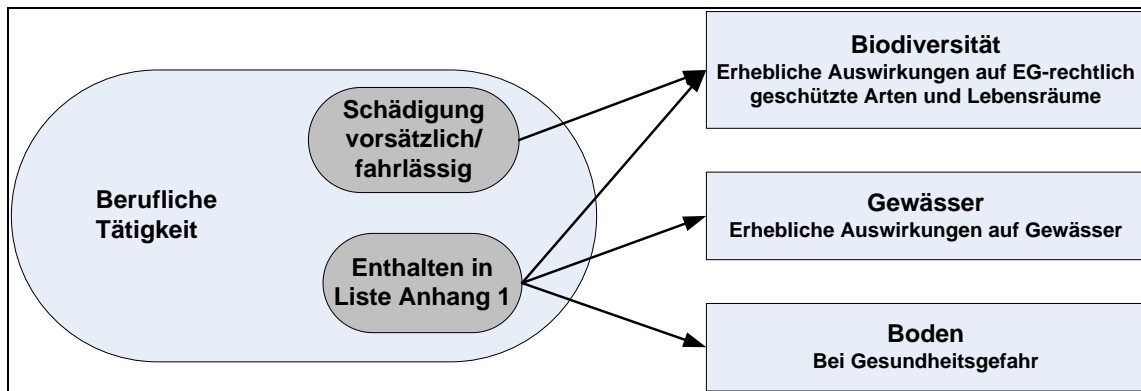 Berufliche
Tätigkeit
Schädigung
vorsätzlich/
fahrlässig
Enthalten in
Liste Anhang 1
Biodiversität
Erhebliche Auswirkungen auf EG-rechtlich
geschützte Arten und Lebensräume
Gewässer
Erhebliche Auswirkungen auf Gewässer
Boden
Bei Gesundheitsgefahr